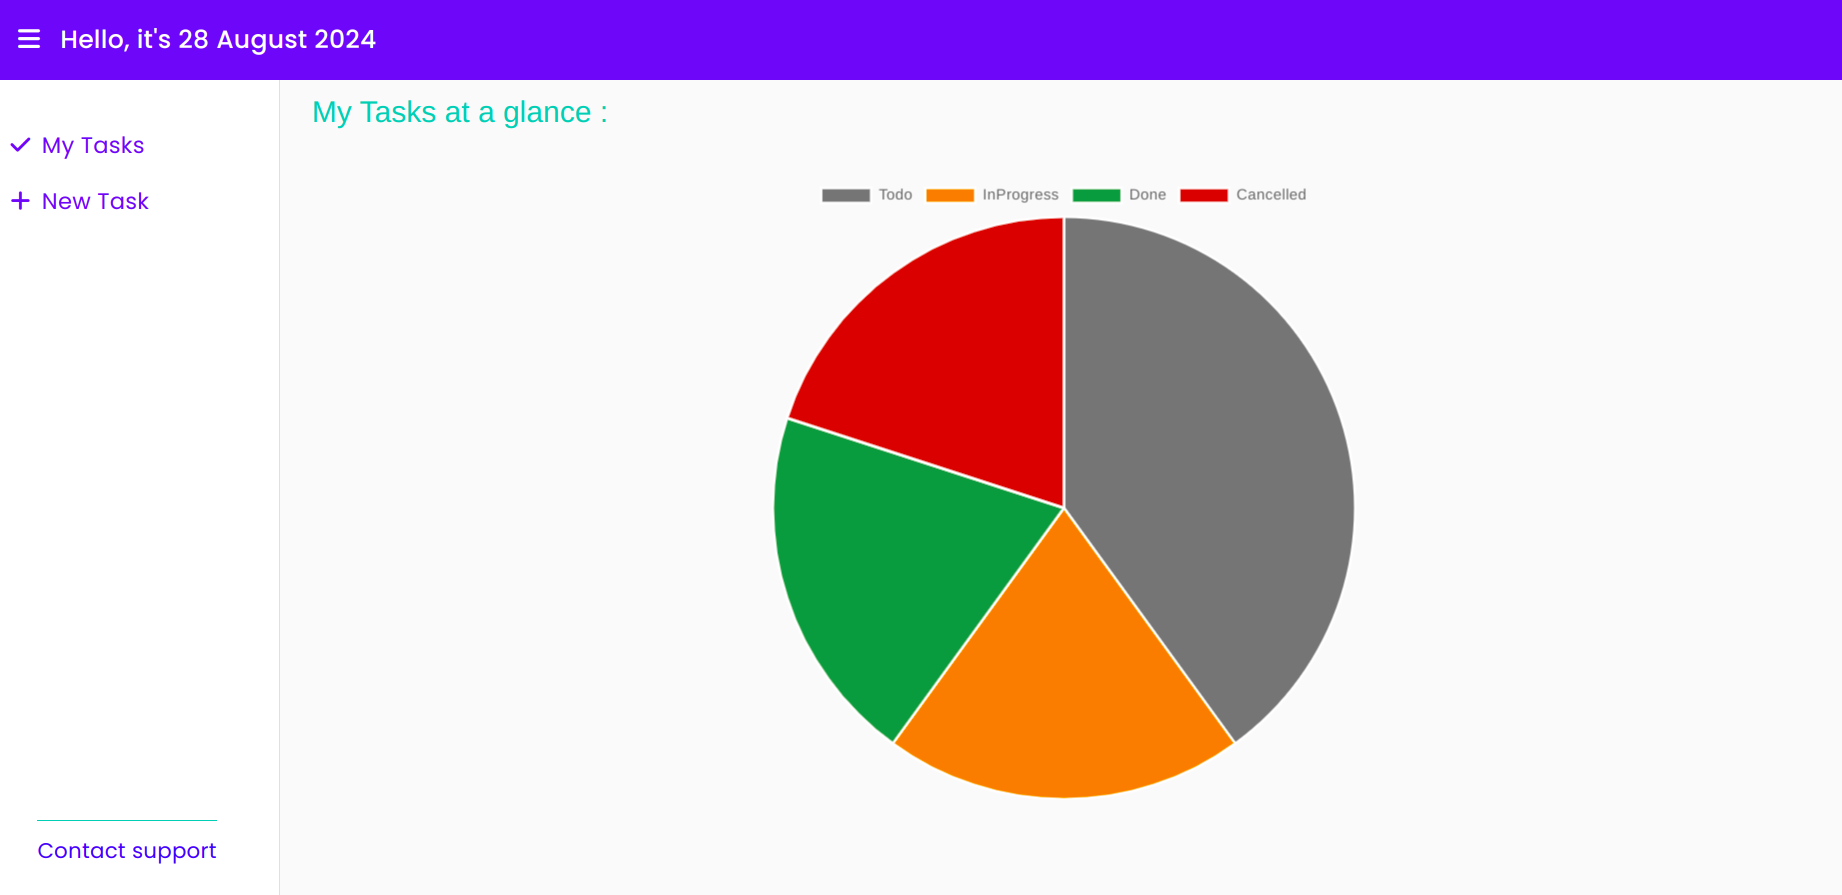 Hello, it's 28 August 2024
My Tasks
New Task
Contact support
My Tasks at a glance :
Todo InProgress Done Cancelled